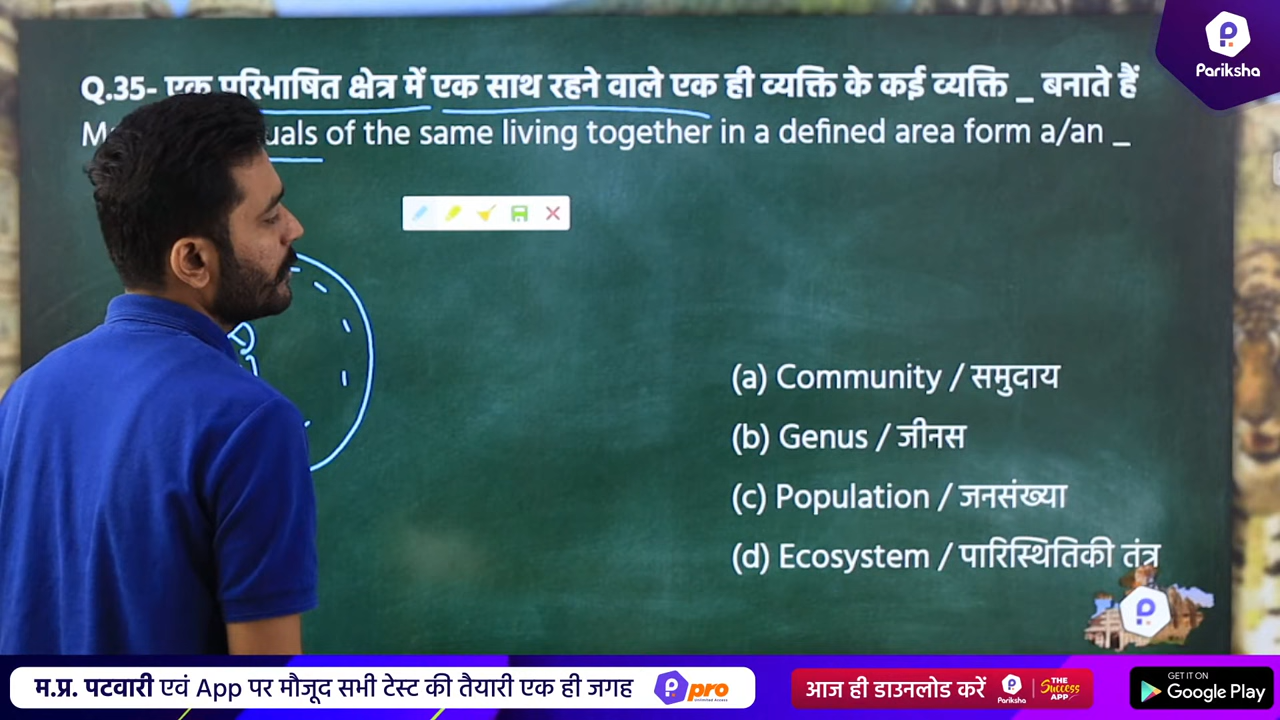 Pariksha
Q.35- एक परिभाषित क्षेत्र में एक साथ रहने वाले एक ही व्यक्ति के कई व्यक्ति _ बनाते हैं
of the same living together in a defined area form a/an _
(a) Community / समुदाय
(b) Genus / जीनस
(c) Population / जनसंख्या
(d) Ecosystem / पारिस्थितिकी तंत्र
म.प्र. पटवारी एवं App पर मौजूद सभी टेस्ट की तैयारी एक ही जगह
pro
आज ही डाउनलोड करें
Pariksha
THE Success APP
GET IT ON
Google Play